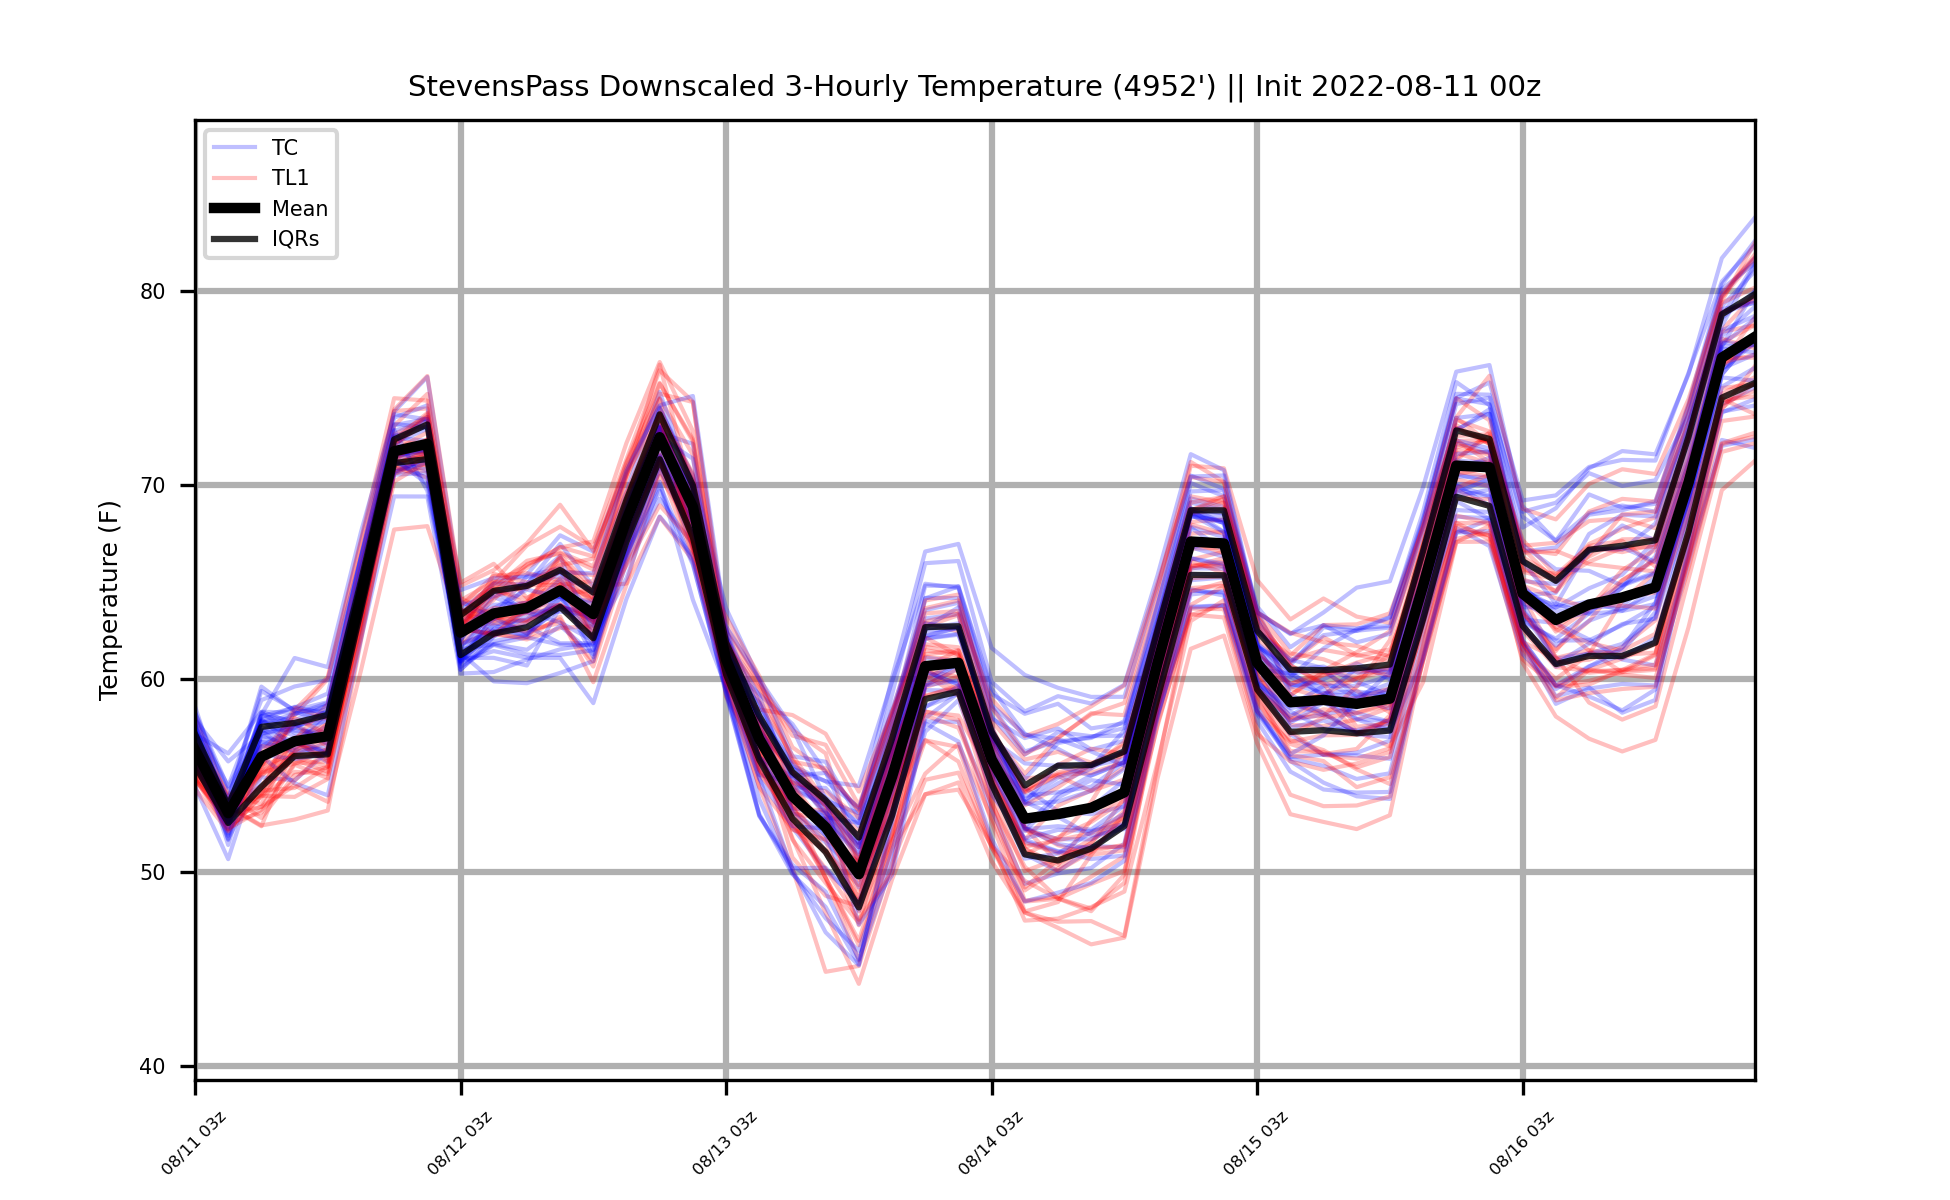 StevensPass Downscaled 3-Hourly Temperature (4952') || Init 2022-08-11 00z
TC
TL1
Mean
IQRs
Temperature (F)
80
70
60
50
40
08/11 03z
08/12 03z
08/13 03z
08/14 03z
08/15 03z
08/16 03z